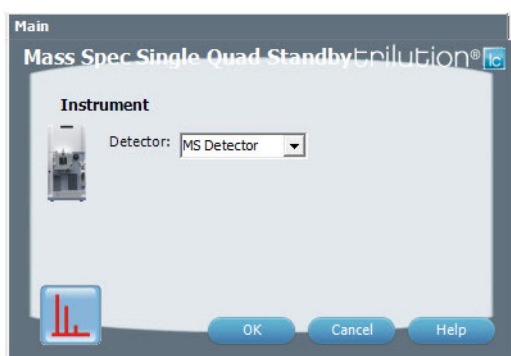 Main
Mass Spec Single Quad Standby trilution® lc
Instrument
Detector: MS Detector
OK Cancel Help